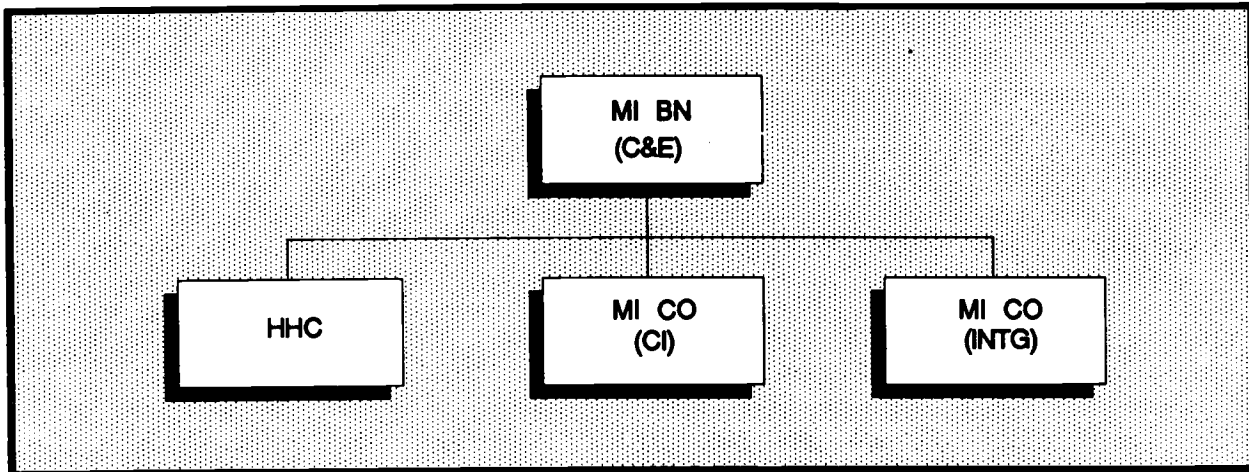 MI BN
(C&E)
HHC
MI CO
(CI)
MI CO
(INTG)